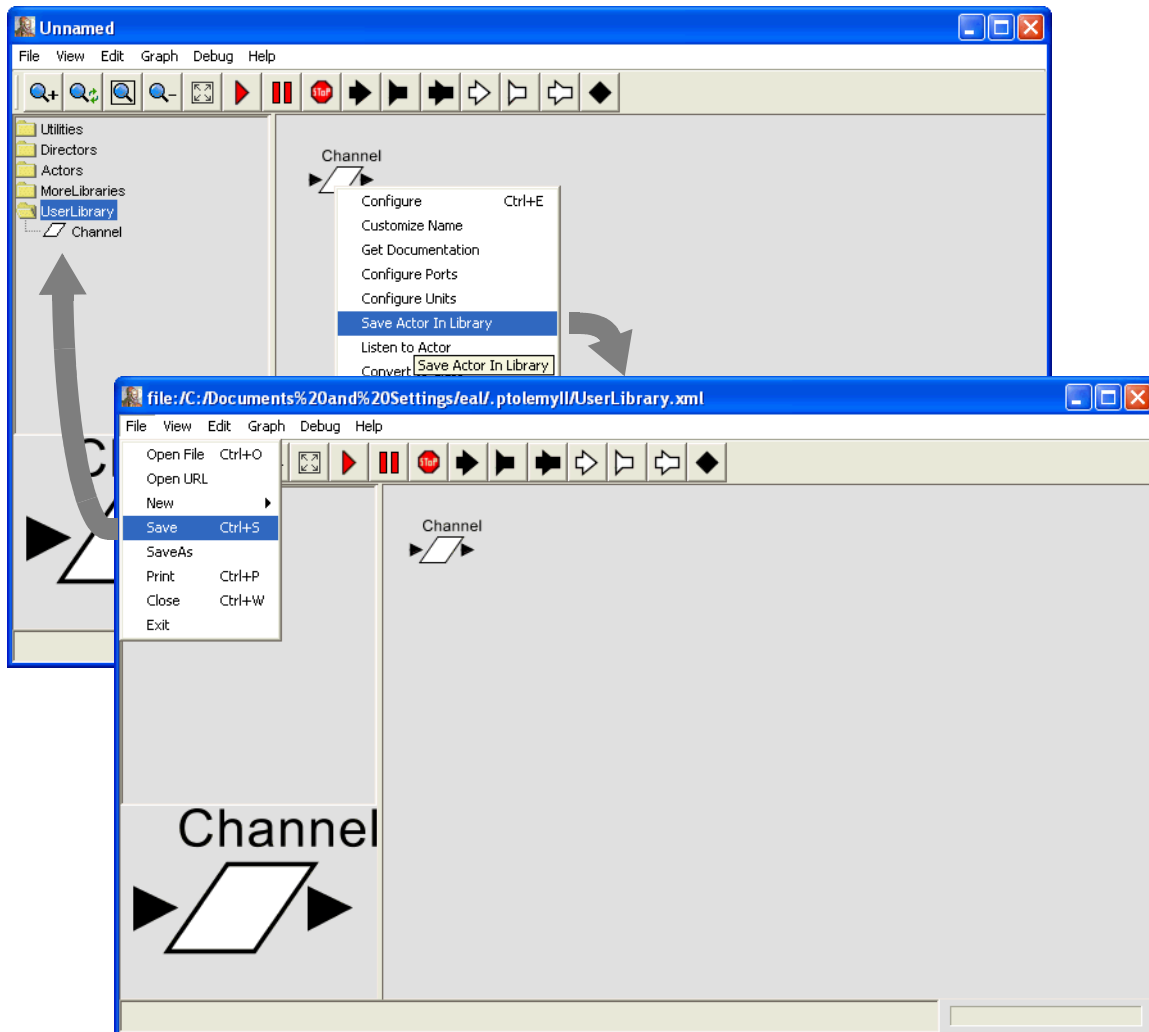 Unnamed
File View Edit Graph Debug Help
STOP
Utilities
Directors
Actors
MoreLibraries
UserLibrary
Channel
Channel
Configure Ctrl+E
Customize Name
Get Documentation
Configure Ports
Configure Units
Save Actor In Library
Listen to Actor
Save Actor In Library
Convert
file:/C:/Documents%20and%20Settings/eal/.ptolemyII/UserLibrary.xml
File View Edit Graph Debug Help
STOP
Open File Ctrl+O
Open URL
New
Save Ctrl+S
SaveAs
Print Ctrl+P
Close Ctrl+W
Exit
Channel
Channel